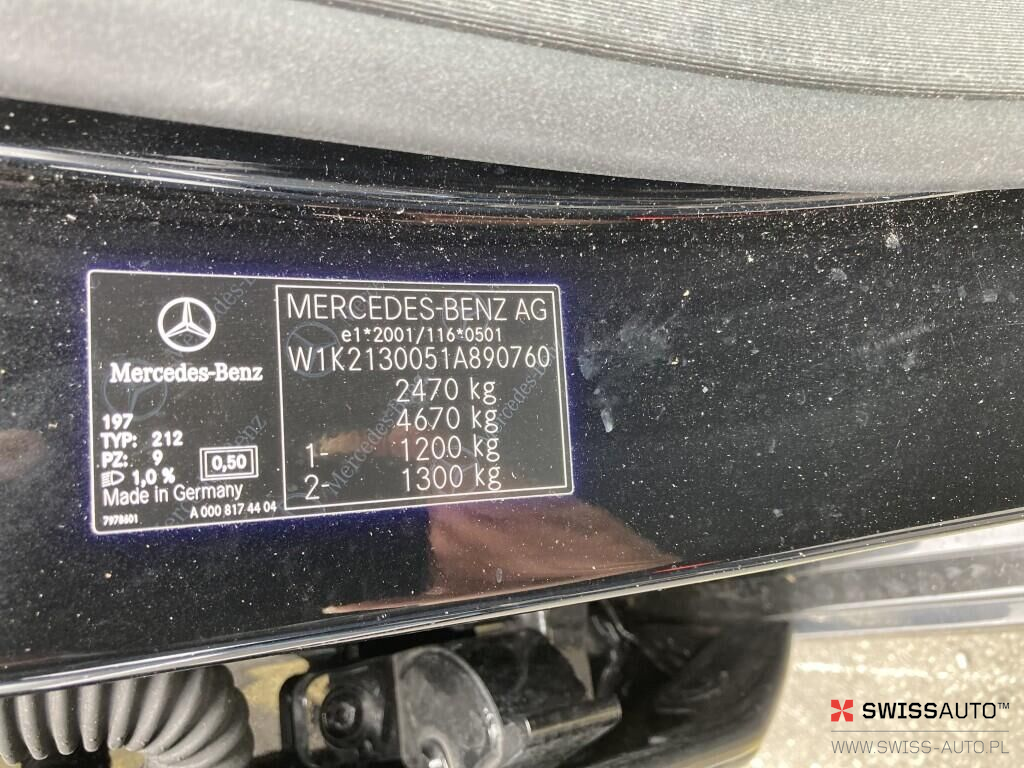 Mercedes-Benz
197
TYP: 212
PZ: 9
1,0 %
0,50
Made in Germany
7978601
A 000 817 44 04
MERCEDES-BENZ AG
e1*2001/116*0501
W1K2130051A890760
2470 kg
4670 kg
1- 1200 kg
2- 1300 kg
SWISSAUTO™
WWW.SWISS-AUTO.PL